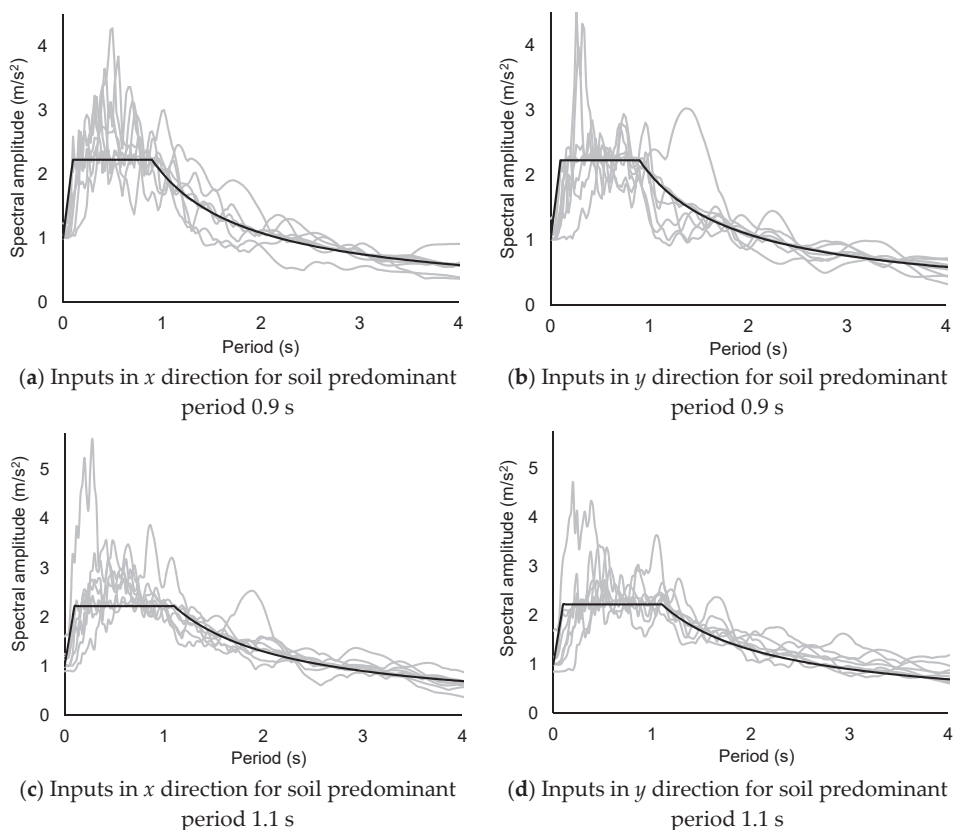 Spectral amplitude (m/s²)
4
3
2
1
0
0 1 2 3 4
Period (s)
(a) Inputs in x direction for soil predominant
period 0.9 s
Spectral amplitude (m/s²)
4
3
2
1
0
0 1 2 3 4
Period (s)
(b) Inputs in y direction for soil predominant
period 0.9 s
Spectral amplitude (m/s²)
5
4
3
2
1
0
0 1 2 3 4
Period (s)
(c) Inputs in x direction for soil predominant
period 1.1 s
Spectral amplitude (m/s²)
5
4
3
2
1
0
0 1 2 3 4
Period (s)
(d) Inputs in y direction for soil predominant
period 1.1 s